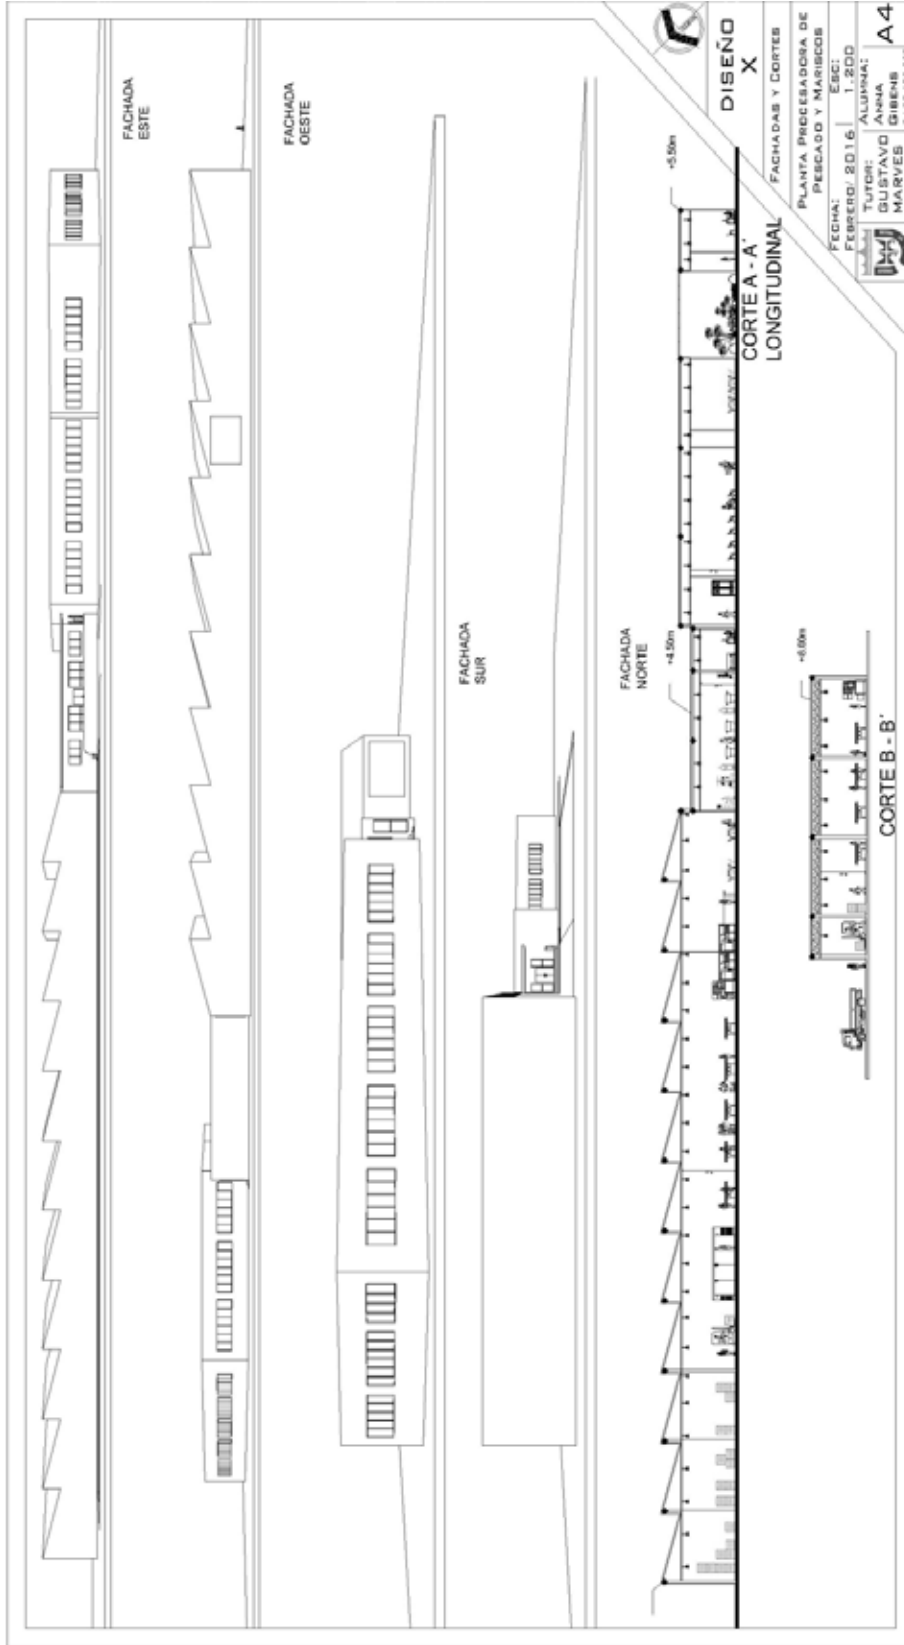 FACHADA
ESTE
FACHADA
OESTE
FACHADA
SUR
FACHADA
NORTE
+5.50m
+4.50m
CORTE A - A'
LONGITUDINAL
+6.00m
CORTE B - B'
DISEÑO
X
FACHADAS Y CORTES
PLANTA PROCESADORA DE
PESCADO Y MARISCOS
FECHA:
FEBRERO/ 2016
ESC:
1.200
TUTOR:
GUSTAVO
MARVES
ALUMNA:
ANNA
GIBENS
A4